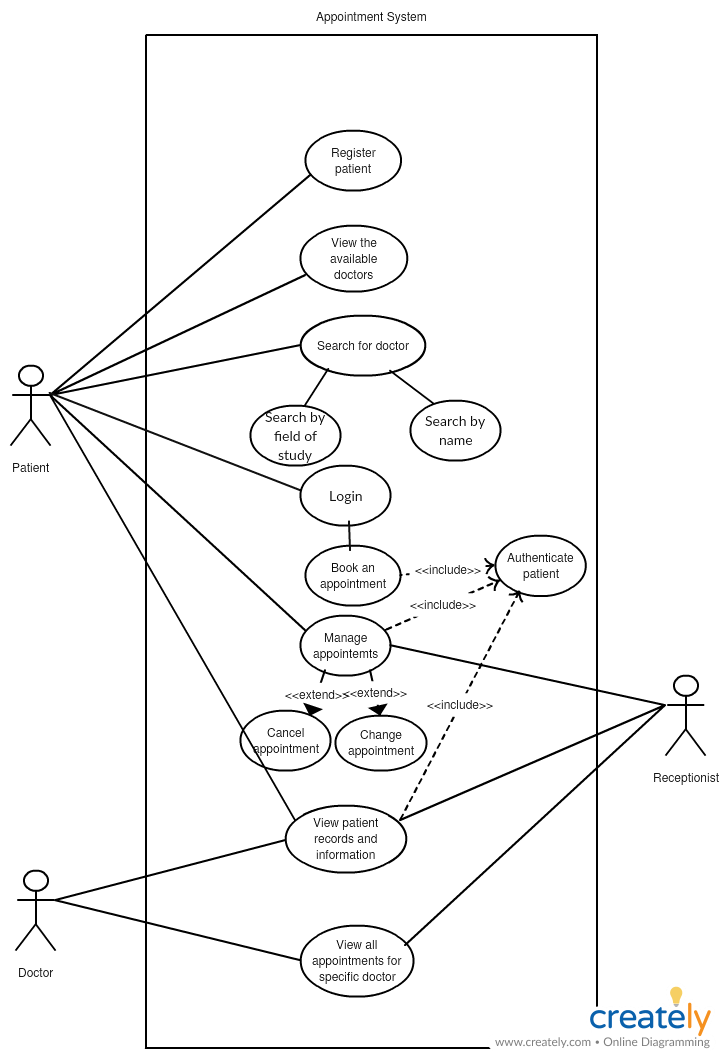 Appointment System
Register
patient
View the
available
doctors
Search for doctor
Search by
field of
study
Search by
name
Patient
Login
Book an
appointment
<<include>>
Authenticate
patient
<<include>>
Manage
appointemts
<<extend>>
<<extend>>
<<include>>
Cancel
appointment
Change
appointment
Receptionist
View patient
records and
information
Doctor
View all
appointments for
specific doctor
creately
www.creately.com • Online Diagramming